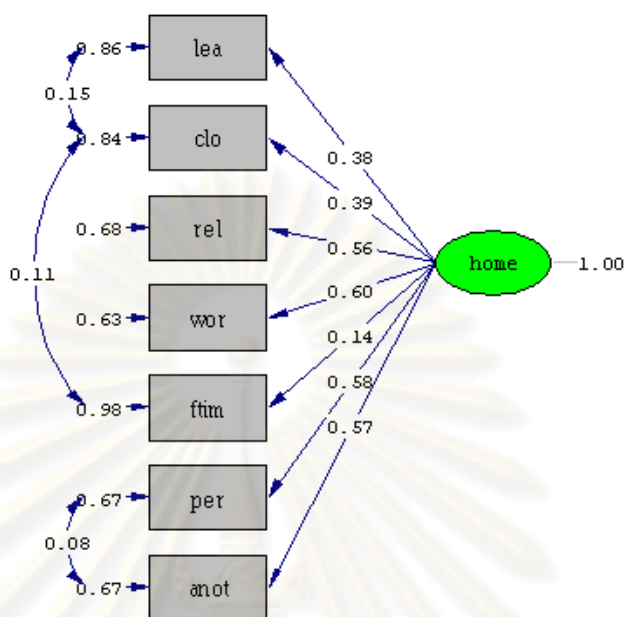 0.86 lea
0.15
0.38
0.84 clo
0.39
0.68 rel
0.56
home 1.00
0.11
0.60
0.63 wor
0.14
0.58
0.98 ftim
0.57
0.67 per
0.08
0.67 anot